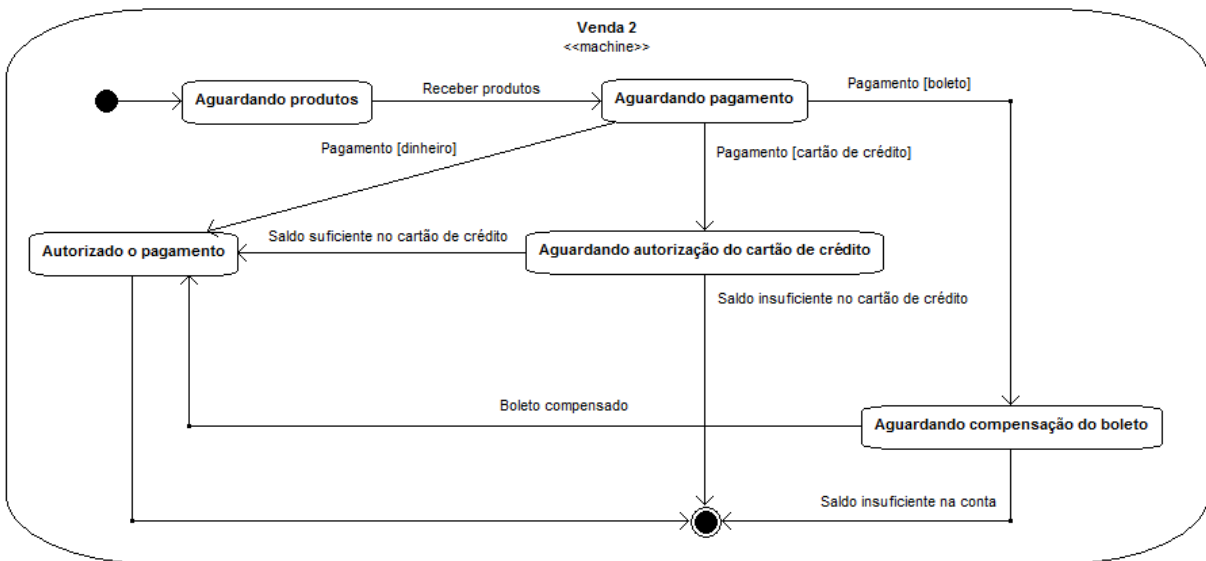 Venda 2
<<machine>>
Aguardando produtos
Receber produtos
Aguardando pagamento
Pagamento [boleto]
Pagamento [dinheiro]
Pagamento [cartão de crédito]
Autorizado o pagamento
Saldo suficiente no cartão de crédito
Aguardando autorização do cartão de crédito
Saldo insuficiente no cartão de crédito
Boleto compensado
Aguardando compensação do boleto
Saldo insuficiente na conta